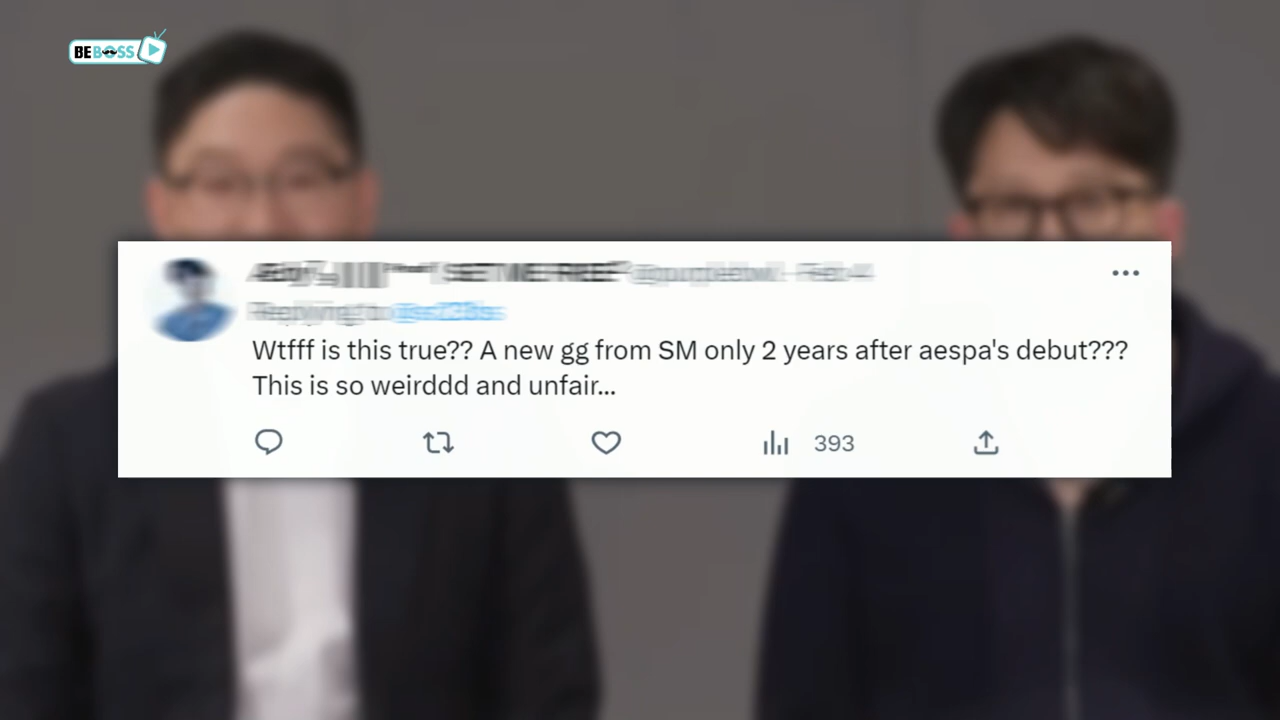 BEBOSS
Wtfff is this true?? A new gg from SM only 2 years after aespa's debut???
This is so weirddd and unfair...
393